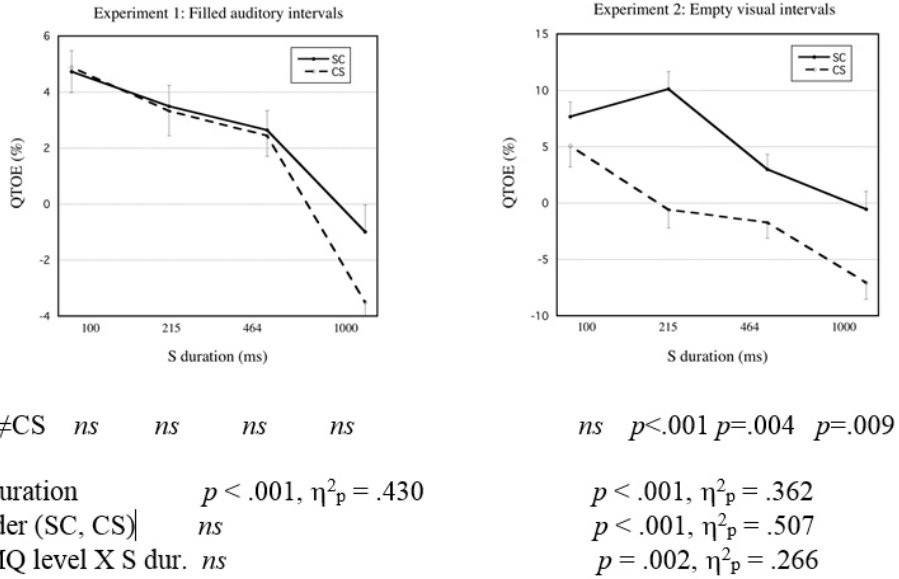 Experiment 1: Filled auditory intervals
6
4
2
0
-2
-4
QTOE (%)
SC
CS
100 215 464 1000
S duration (ms)
Experiment 2: Empty visual intervals
15
10
5
0
-5
-10
QTOE (%)
SC
CS
100 215 464 1000
S duration (ms)
≠CS ns ns ns ns ns p<.001 p=.004 p=.009
uration p < .001, η²p = .430 p < .001, η²p = .362
der (SC, CS) ns p < .001, η²p = .507
IQ level X S dur. ns p = .002, η²p = .266